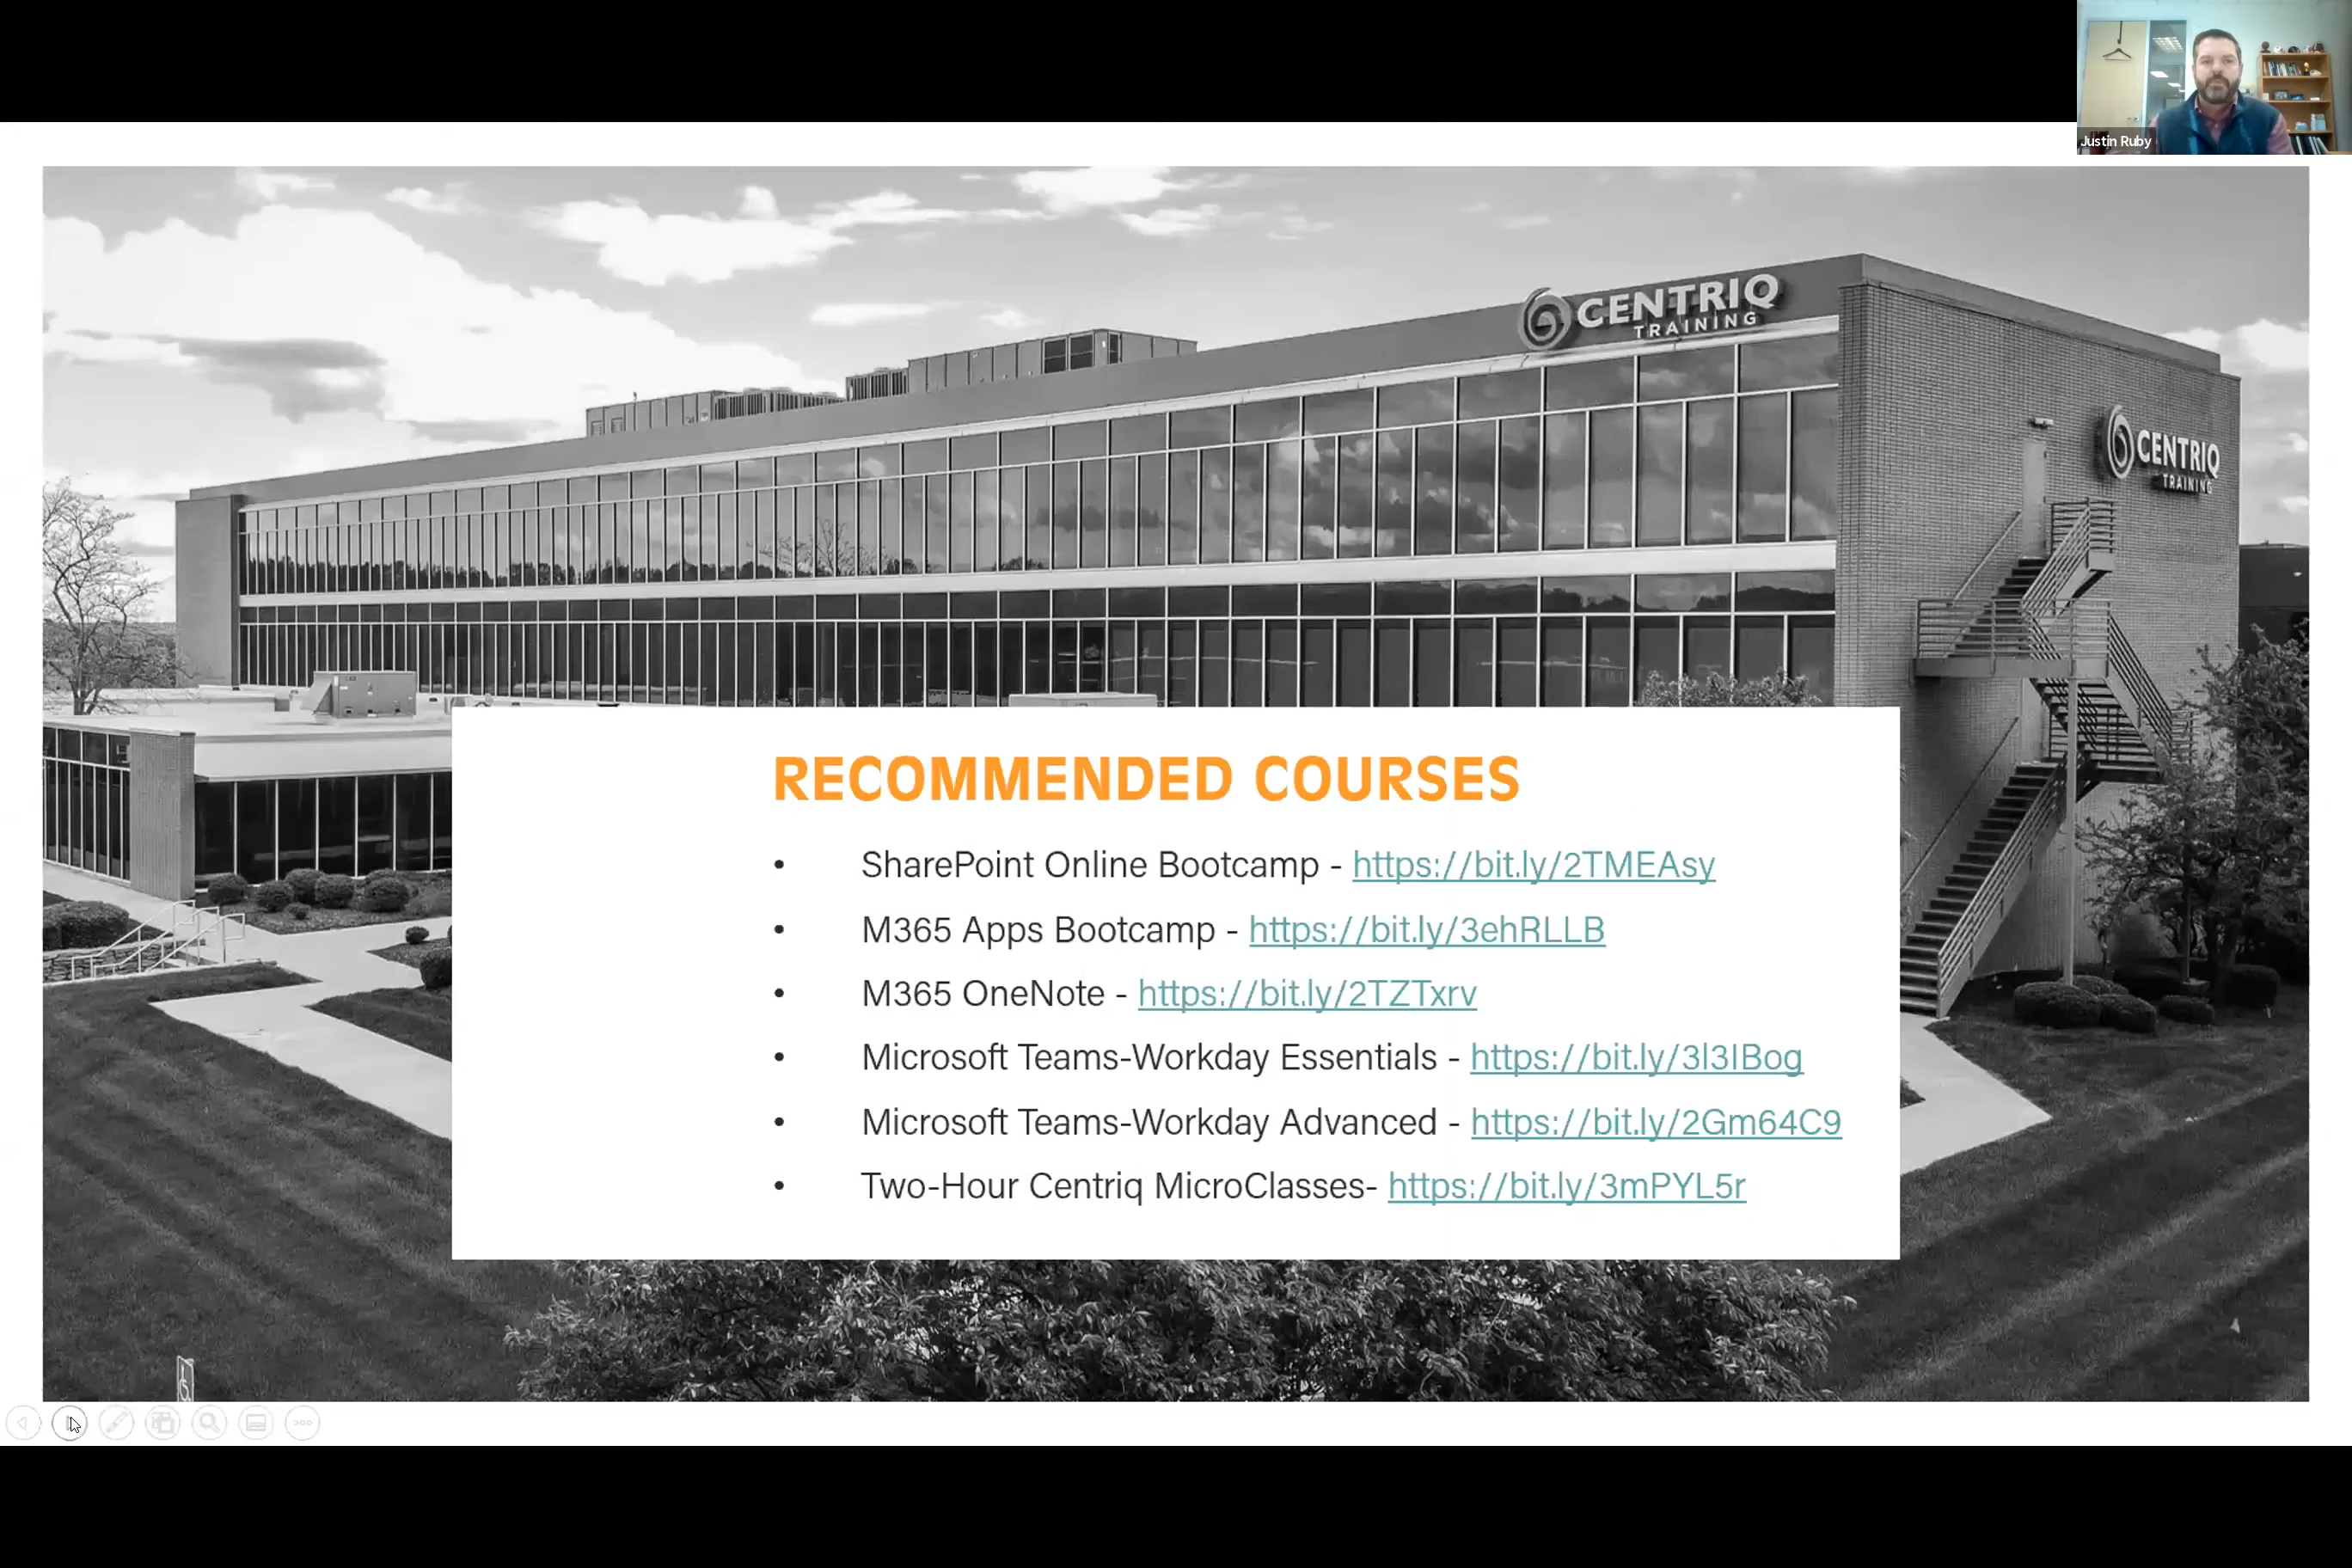 Justin Ruby
CENTRIQ
TRAINING
CENTRIQ
TRAINING
RECOMMENDED COURSES
• SharePoint Online Bootcamp - https://bit.ly/2TMEAsy
• M365 Apps Bootcamp - https://bit.ly/3ehRLLB
• M365 OneNote - https://bit.ly/2TZTxrv
• Microsoft Teams-Workday Essentials - https://bit.ly/3l3IBog
• Microsoft Teams-Workday Advanced - https://bit.ly/2Gm64C9
• Two-Hour Centriq MicroClasses- https://bit.ly/3mPYL5r